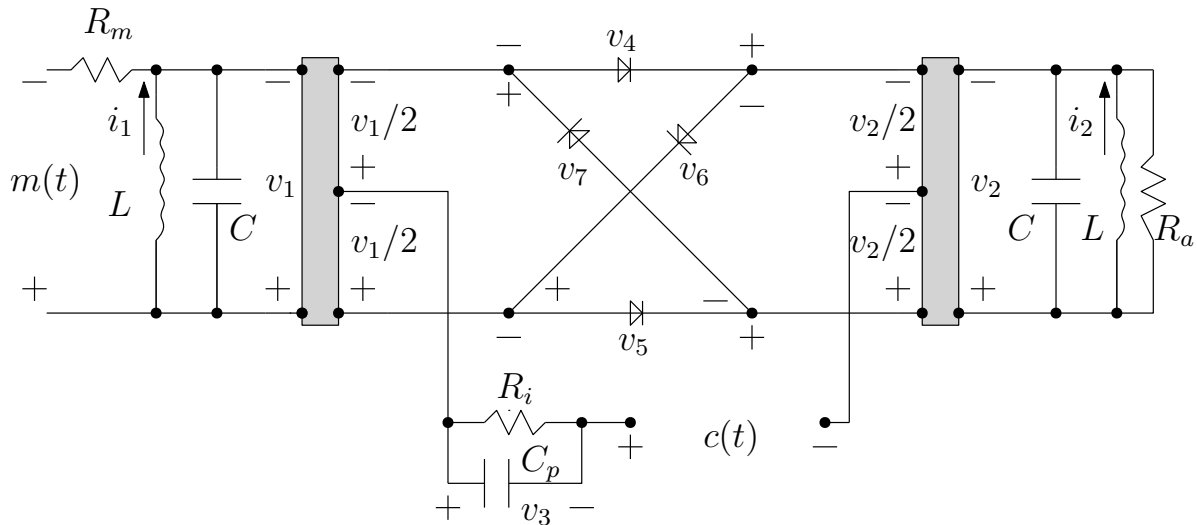 R_m
v_4
− − − − + − − −
+ −
i_1
v_1/2
v_2/2
i_2
v_7
v_6
m(t)
v_1
+ +
− −
v_2
L
C
v_1/2
v_2/2
C
L
R_a
+ + + + − + +
− v_5 +
R_i
c(t)
+ −
C_p
+ v_3 −